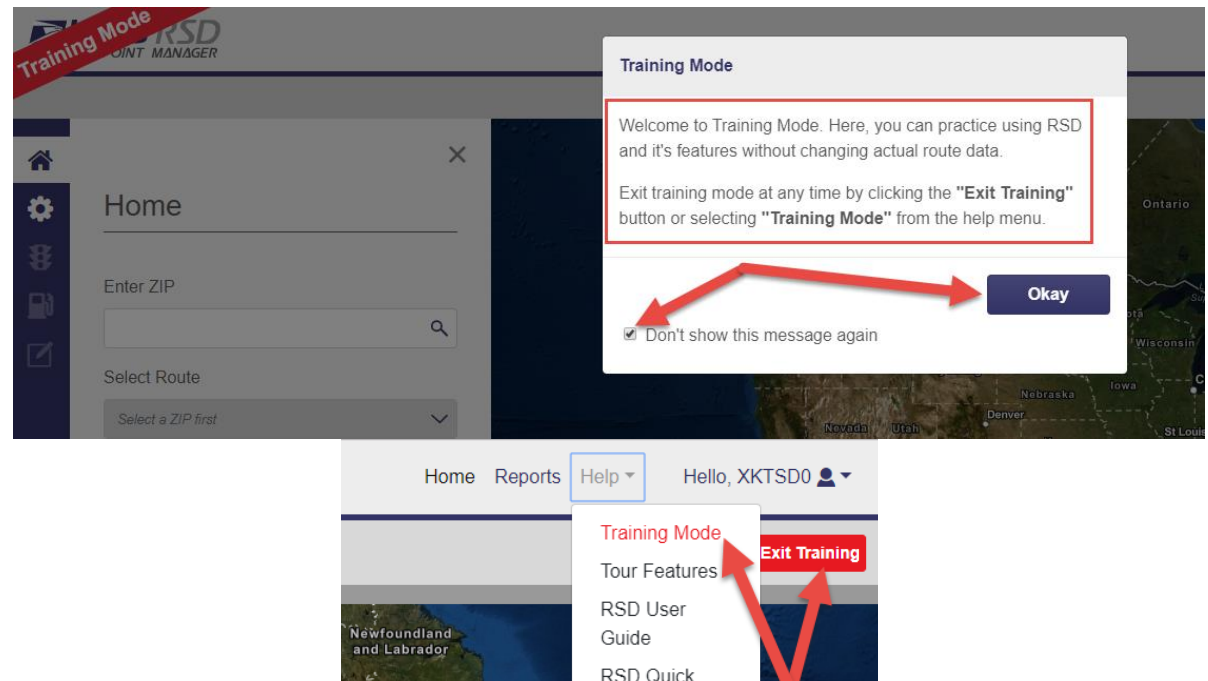 Training Mode
RSD
POINT MANAGER
Training Mode
Welcome to Training Mode. Here, you can practice using RSD
and it's features without changing actual route data.
Exit training mode at any time by clicking the "Exit Training"
button or selecting "Training Mode" from the help menu.
Okay
Don't show this message again
Home
Enter ZIP
Select Route
Select a ZIP first
Ontario
Wisconsin
Iowa
Nebraska
Denver
Nevada
Utah
St Louis
Home Reports Help Hello, XKTSD0
Training Mode
Exit Training
Tour Features
RSD User
Guide
RSD Quick
Newfoundland
and Labrador